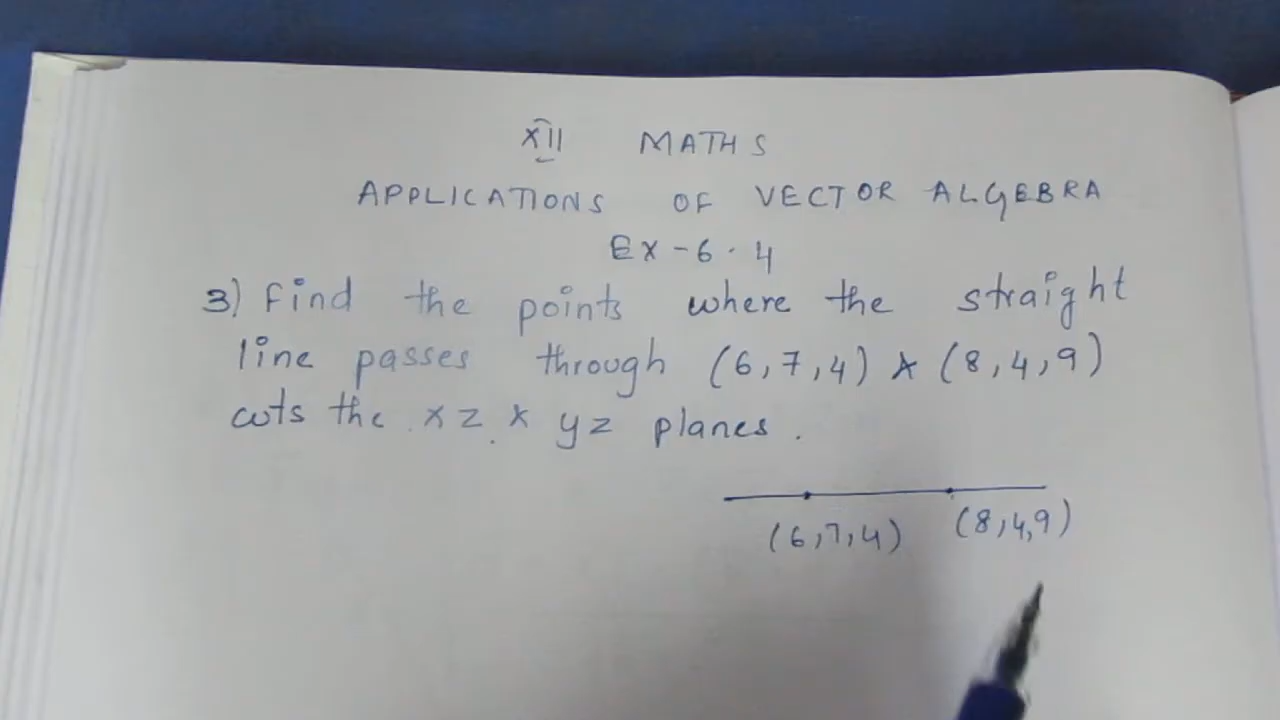 XII MATHS
APPLICATIONS OF VECTOR ALGEBRA
EX-6.4
3) Find the points where the straight
line passes through (6,7,4) & (8,4,9)
cuts the xz & yz planes.
(6,7,4) (8,4,9)